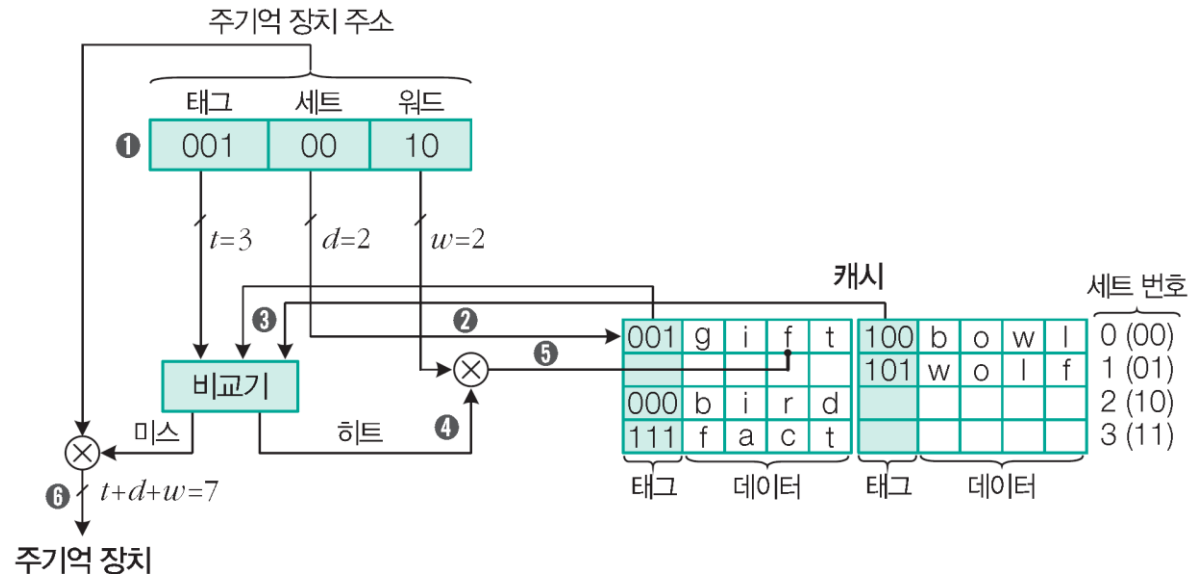 주기억 장치 주소
태그 세트 워드
❶ 001 00 10
t=3 d=2 w=2
캐시
세트 번호
❸ ❷ ❺
001 g i f t 100 b o w l 0 (00)
101 w o l f 1 (01)
000 b i r d 2 (10)
111 f a c t 3 (11)
비교기
미스 히트 ❹
태그 데이터 태그 데이터
❻ t+d+w=7
주기억 장치